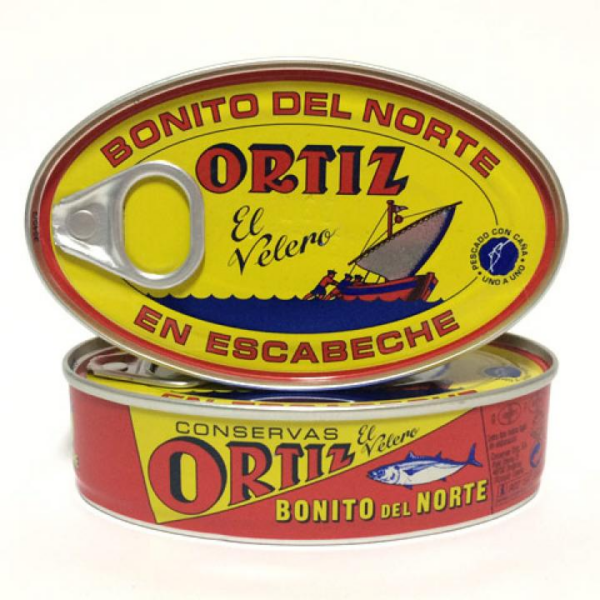 BONITO DEL NORTE
ORTIZ
El
Velero
PESCADO CON CAÑA
UNO A UNO
EN ESCABECHE
CONSERVAS
El Velero
ORTIZ
BONITO DEL NORTE